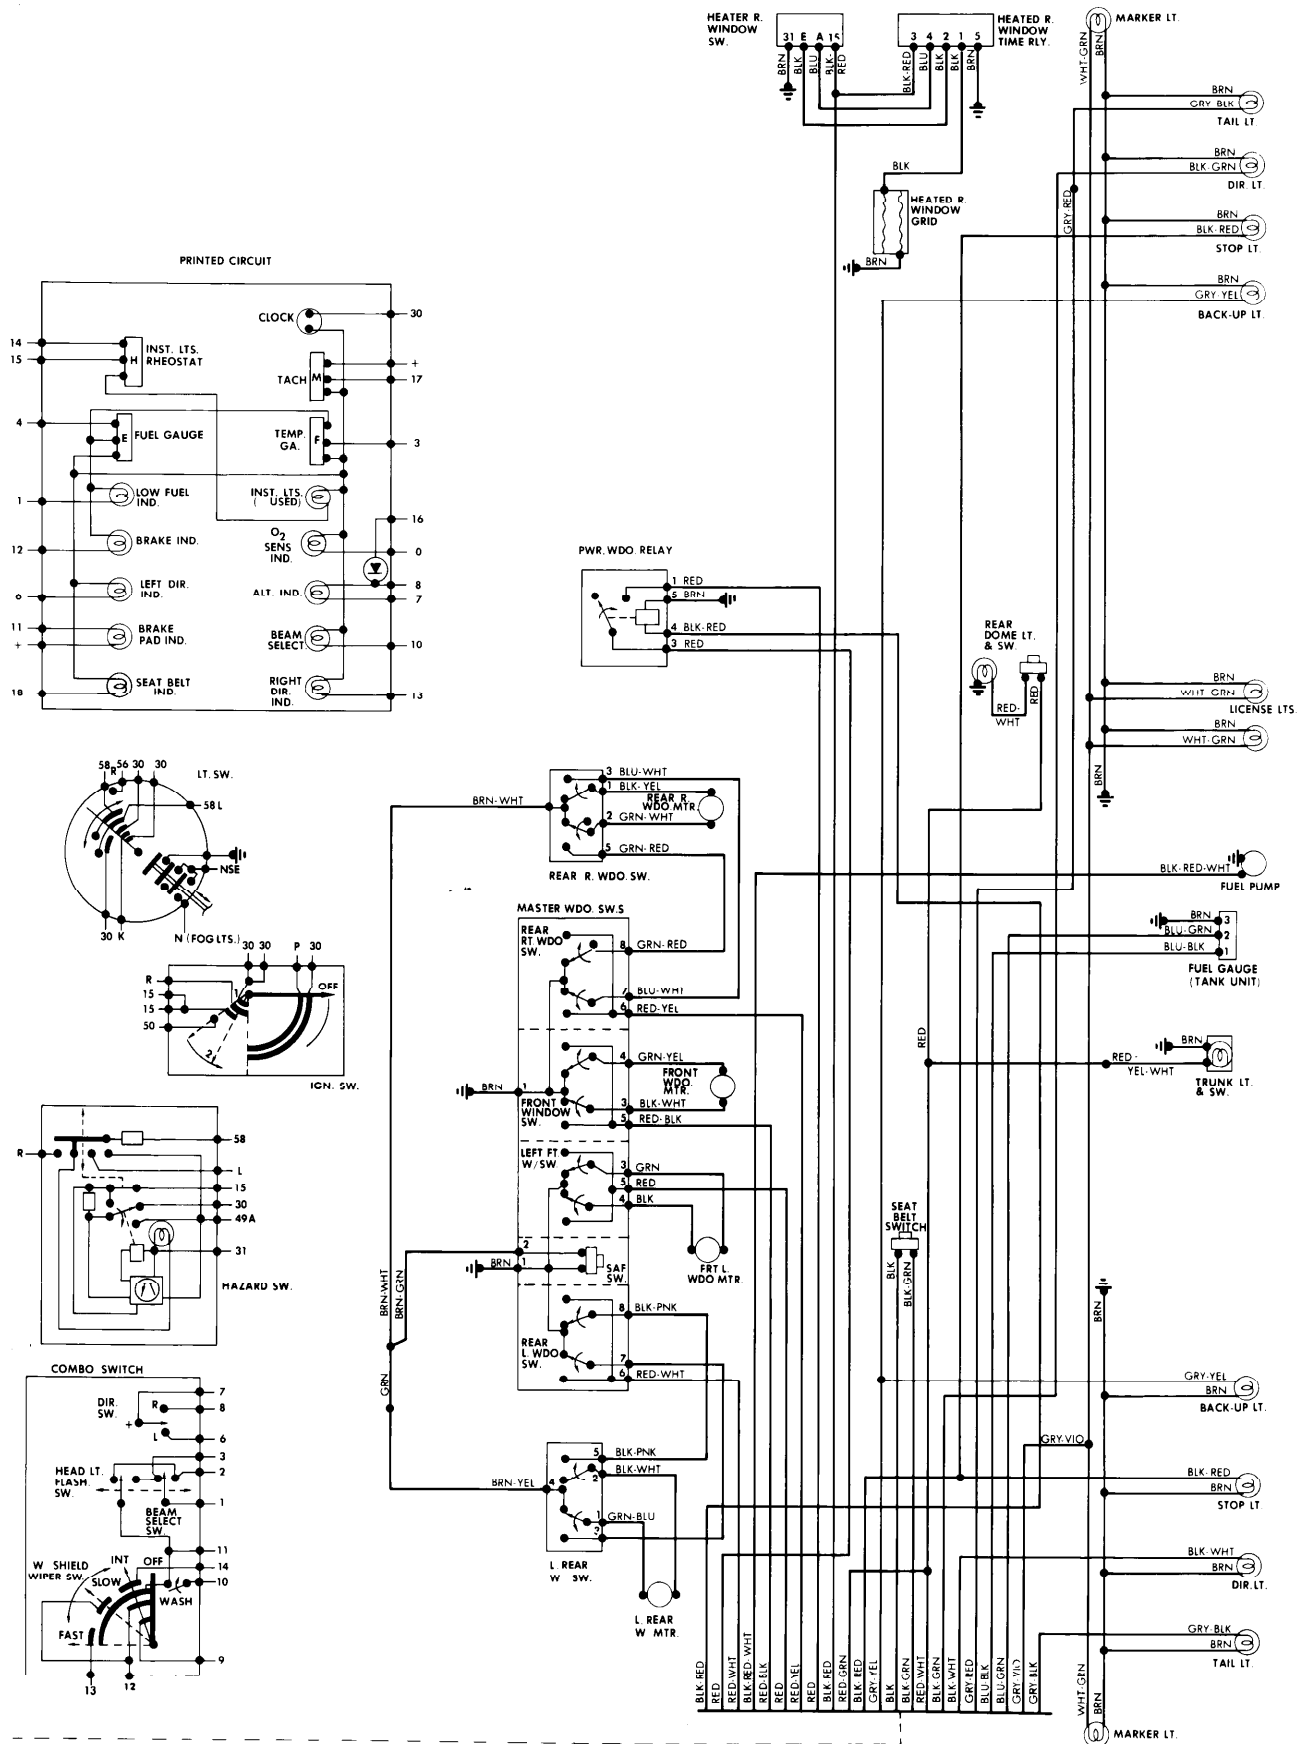 HEATER R.
WINDOW
SW.
31 E A 15
BRN
BLK
BLU
BLK-
RED
3 4 2 1 5
BLK-RED
BLU
BLK
BLK
BRN
HEATED R.
WINDOW
TIME RLY.
MARKER LT.
WHT-GRN
BRN
BRN
GRY-BLK
TAIL LT.
BRN
BLK-GRN
DIR. LT.
GRY-RED
BRN
BLK-RED
STOP LT.
BRN
GRY-YEL
BACK-UP LT.
BLK
HEATED R.
WINDOW
GRID
BRN
PRINTED CIRCUIT
CLOCK
30
14
15
H
INST. LTS.
RHEOSTAT
TACH
M
+
17
4
E
FUEL GAUGE
TEMP.
GA.
F
3
1
LOW FUEL
IND.
INST. LTS.
( USED)
16
12
BRAKE IND.
O2
SENS
IND.
0
LEFT DIR.
IND.
ALT. IND.
8
7
11
+
BRAKE
PAD IND.
BEAM
SELECT.
10
18
SEAT BELT
IND.
RIGHT
DIR.
IND.
13
PWR. WDO. RELAY
1 RED
5 BRN
4 BLK-RED
3 RED
REAR
DOME LT.
& SW.
RED-
WHT
RED
BRN
WHT GRN
LICENSE LTS.
BRN
WHT-GRN
BRN
58 R 56 30 30
LT. SW.
58 L
NSE
N (FOG LTS.)
30 K
30 30 P 30
R
15
15
50
1
2
OFF
IGN. SW.
BRN-WHT
3 BLU-WHT
1 BLK-YEL
REAR R.
WDO. MTR.
2 GRN-WHT
5 GRN-RED
REAR R. WDO. SW.
MASTER WDO. SW.S
REAR
RT. WDO
SW.
8 GRN-RED
7 BLU-WHT
6 RED-YEL
4 GRN-YEL
FRONT
WDO.
MTR.
BRN
1
FRONT
WINDOW
SW.
3 BLK-WHT
5 RED-BLK
LEFT FT.
W/SW.
3 GRN
5 RED
4 BLK
FRT L.
WDO MTR.
2
BRN
1
SAF
SW.
8 BLK-PNK
REAR
L. WDO
SW.
7
6 RED-WHT
BRN-WHT
BRN-GRN
GRN
BRN-YEL
4
5 BLK-PNK
2 BLK-WHT
1 GRN-BLU
3
L. REAR
W SW.
L. REAR
W MTR.
BLK-RED-WHT
FUEL PUMP
BRN 3
BLU-GRN 2
BLU-BLK 1
FUEL GAUGE
(TANK UNIT)
RED
BRN
RED-
YEL-WHT
TRUNK LT.
& SW.
SEAT
BELT
SWITCH
BLK
BLK-GRN
R
58
L
15
30
49A
31
HAZARD SW.
COMBO SWITCH
DIR.
SW.
R
+
L
7
8
6
3
2
1
HEAD LT.
FLASH.
SW.
BEAM
SELECT
SW.
11
14
10
W SHIELD
WIPER SW.
INT
OFF
SLOW
WASH
FAST
9
13
12
BRN
GRY-YEL
BRN
BACK-UP LT.
GRY-VIO
BLK-RED
BRN
STOP LT.
BLK-WHT
BRN
DIR. LT.
GRY-BLK
BRN
TAIL LT.
BLK-RED
RED
RED-WHT
BLK-RED-WHT
RED-BLK
RED
RED-YEL
RED
BLK-RED
RED-GRN
BLK-RED
GRY-YEL
BLK
BLK-GRN
RED-WHT
BLK-GRN
BLK-WHT
GRY-RED
BLU-BLK
BLU-GRN
GRY-VIO
GRY-BLK
WHT-GRN
BRN
MARKER LT.